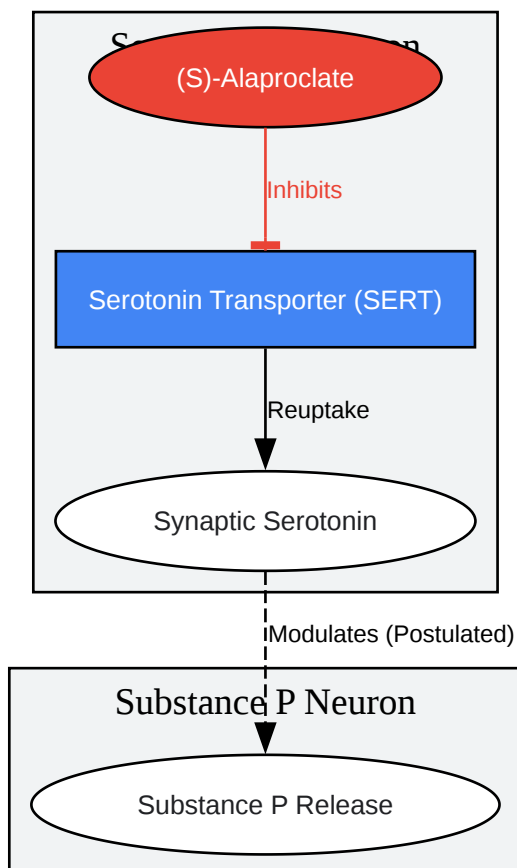 (S)-Alaproclate
Inhibits
Serotonin Transporter (SERT)
Reuptake
Synaptic Serotonin
Modulates (Postulated)
Substance P Neuron
Substance P Release